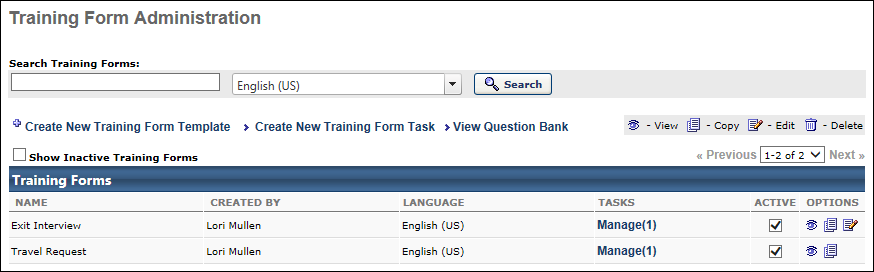 Training Form Administration
Search Training Forms:
English (US) Search
Create New Training Form Template Create New Training Form Task View Question Bank - View - Copy - Edit - Delete
Show Inactive Training Forms « Previous 1-2 of 2 Next »
Training Forms
NAME CREATED BY LANGUAGE TASKS ACTIVE OPTIONS
Exit Interview Lori Mullen English (US) Manage(1)
Travel Request Lori Mullen English (US) Manage(1)